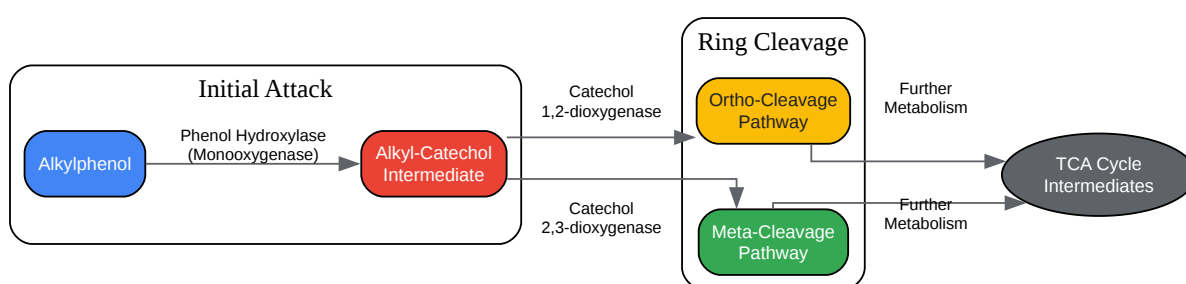 Initial Attack
Alkylphenol
Phenol Hydroxylase
(Monooxygenase)
Alkyl-Catechol
Intermediate
Catechol
1,2-dioxygenase
Catechol
2,3-dioxygenase
Ring Cleavage
Ortho-Cleavage
Pathway
Meta-Cleavage
Pathway
Further
Metabolism
Further
Metabolism
TCA Cycle
Intermediates